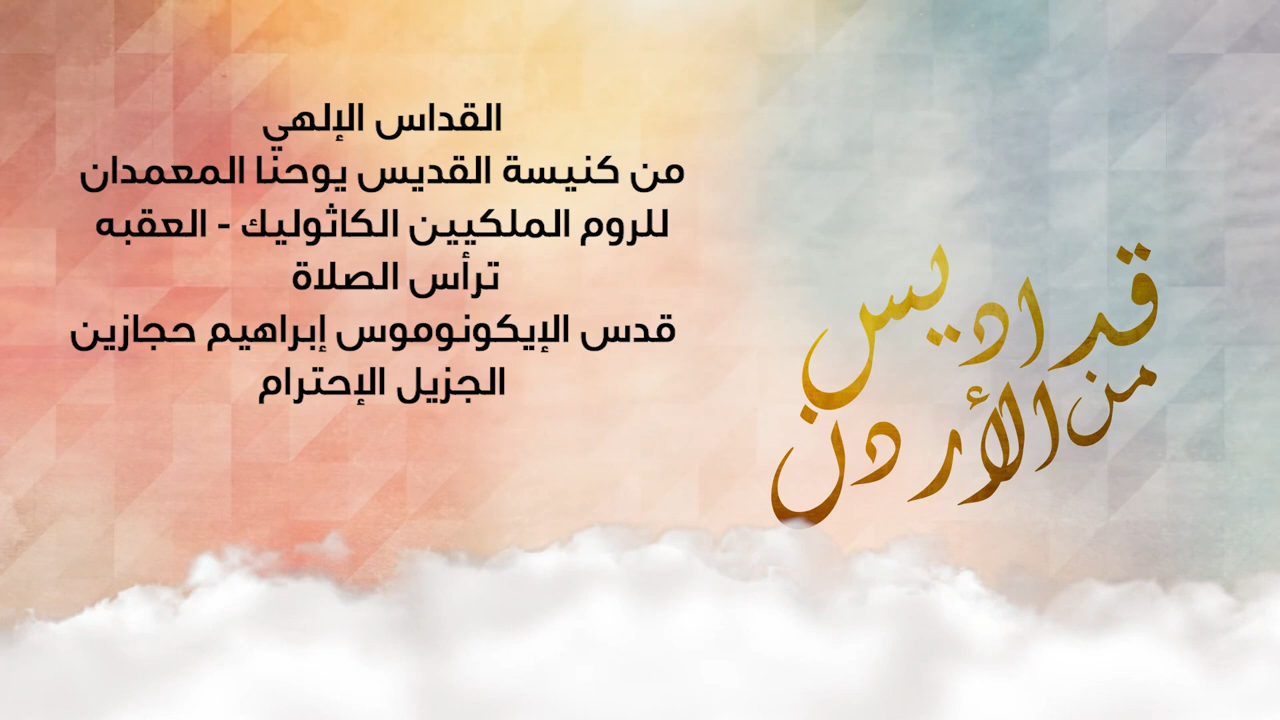 القداس الإلهي
من كنيسة القديس يوحنا المعمدان
للروم الملكيين الكاثوليك - العقبه
ترأس الصلاة
قدس الإيكونوموس إبراهيم حجازين
الجزيل الإحترام
قداديس
من الأردن